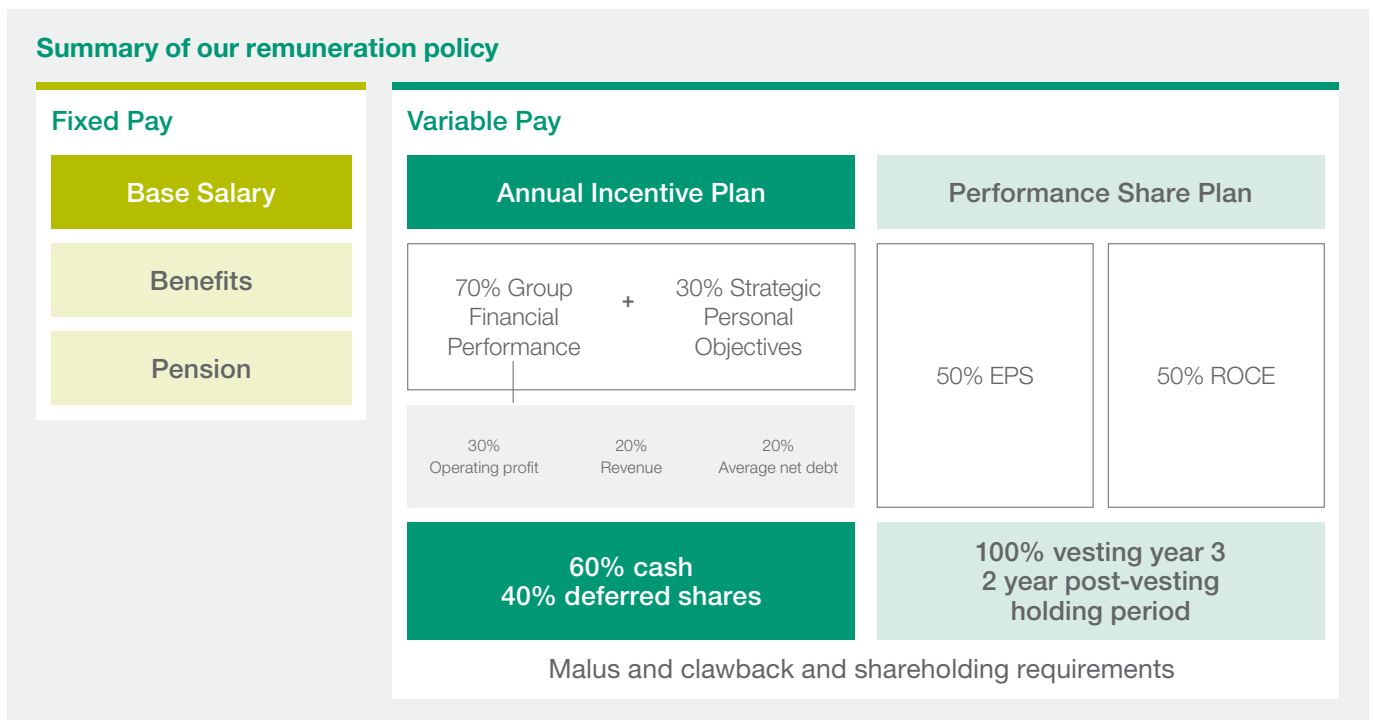 Summary of our remuneration policy
Fixed Pay
Base Salary
Benefits
Pension
Variable Pay
Annual Incentive Plan
70% Group
Financial
Performance
+
30% Strategic
Personal
Objectives
30%
Operating profit
20%
Revenue
20%
Average net debt
60% cash
40% deferred shares
Performance Share Plan
50% EPS
50% ROCE
100% vesting year 3
2 year post-vesting
holding period
Malus and clawback and shareholding requirements